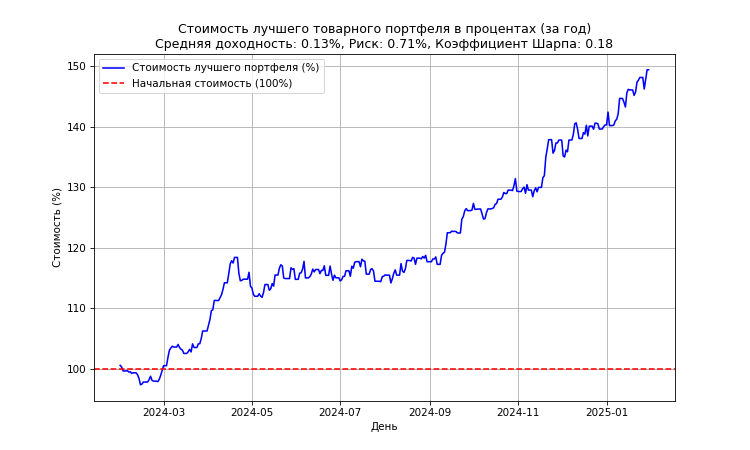 Стоимость лучшего товарного портфеля в процентах (за год)
Средняя доходность: 0.13%, Риск: 0.71%, Коэффициент Шарпа: 0.18
Стоимость лучшего портфеля (%)
Начальная стоимость (100%)
Стоимость (%)
150
140
130
120
110
100
2024-03 2024-05 2024-07 2024-09 2024-11 2025-01
День